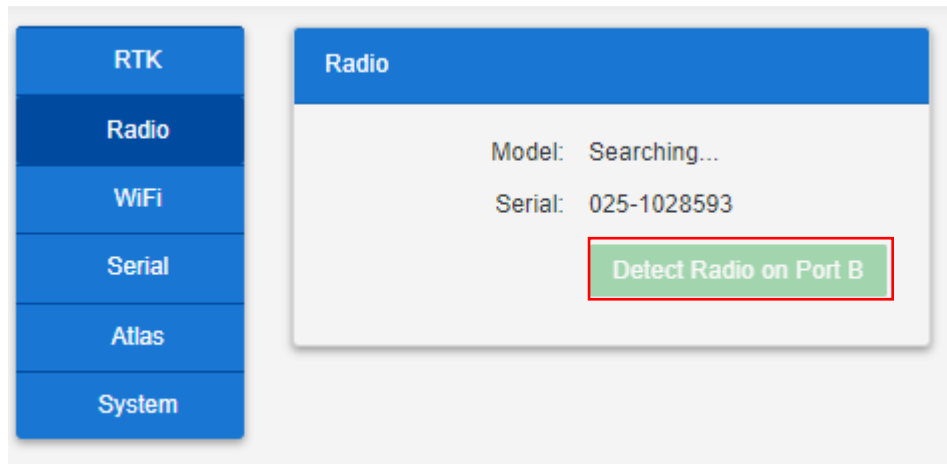 RTK
Radio
WiFi
Serial
Atlas
System
Radio
Model: Searching...
Serial: 025-1028593
Detect Radio on Port B